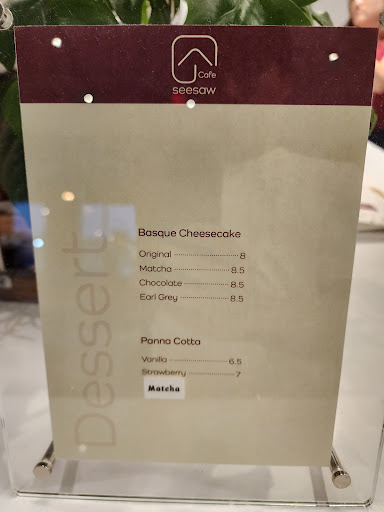 Cafe
seesaw
Dessert
Basque Cheesecake
Original 8
Matcha 8.5
Chocolate 8.5
Earl Grey 8.5
Panna Cotta
Vanilla 6.5
Strawberry 7
Matcha